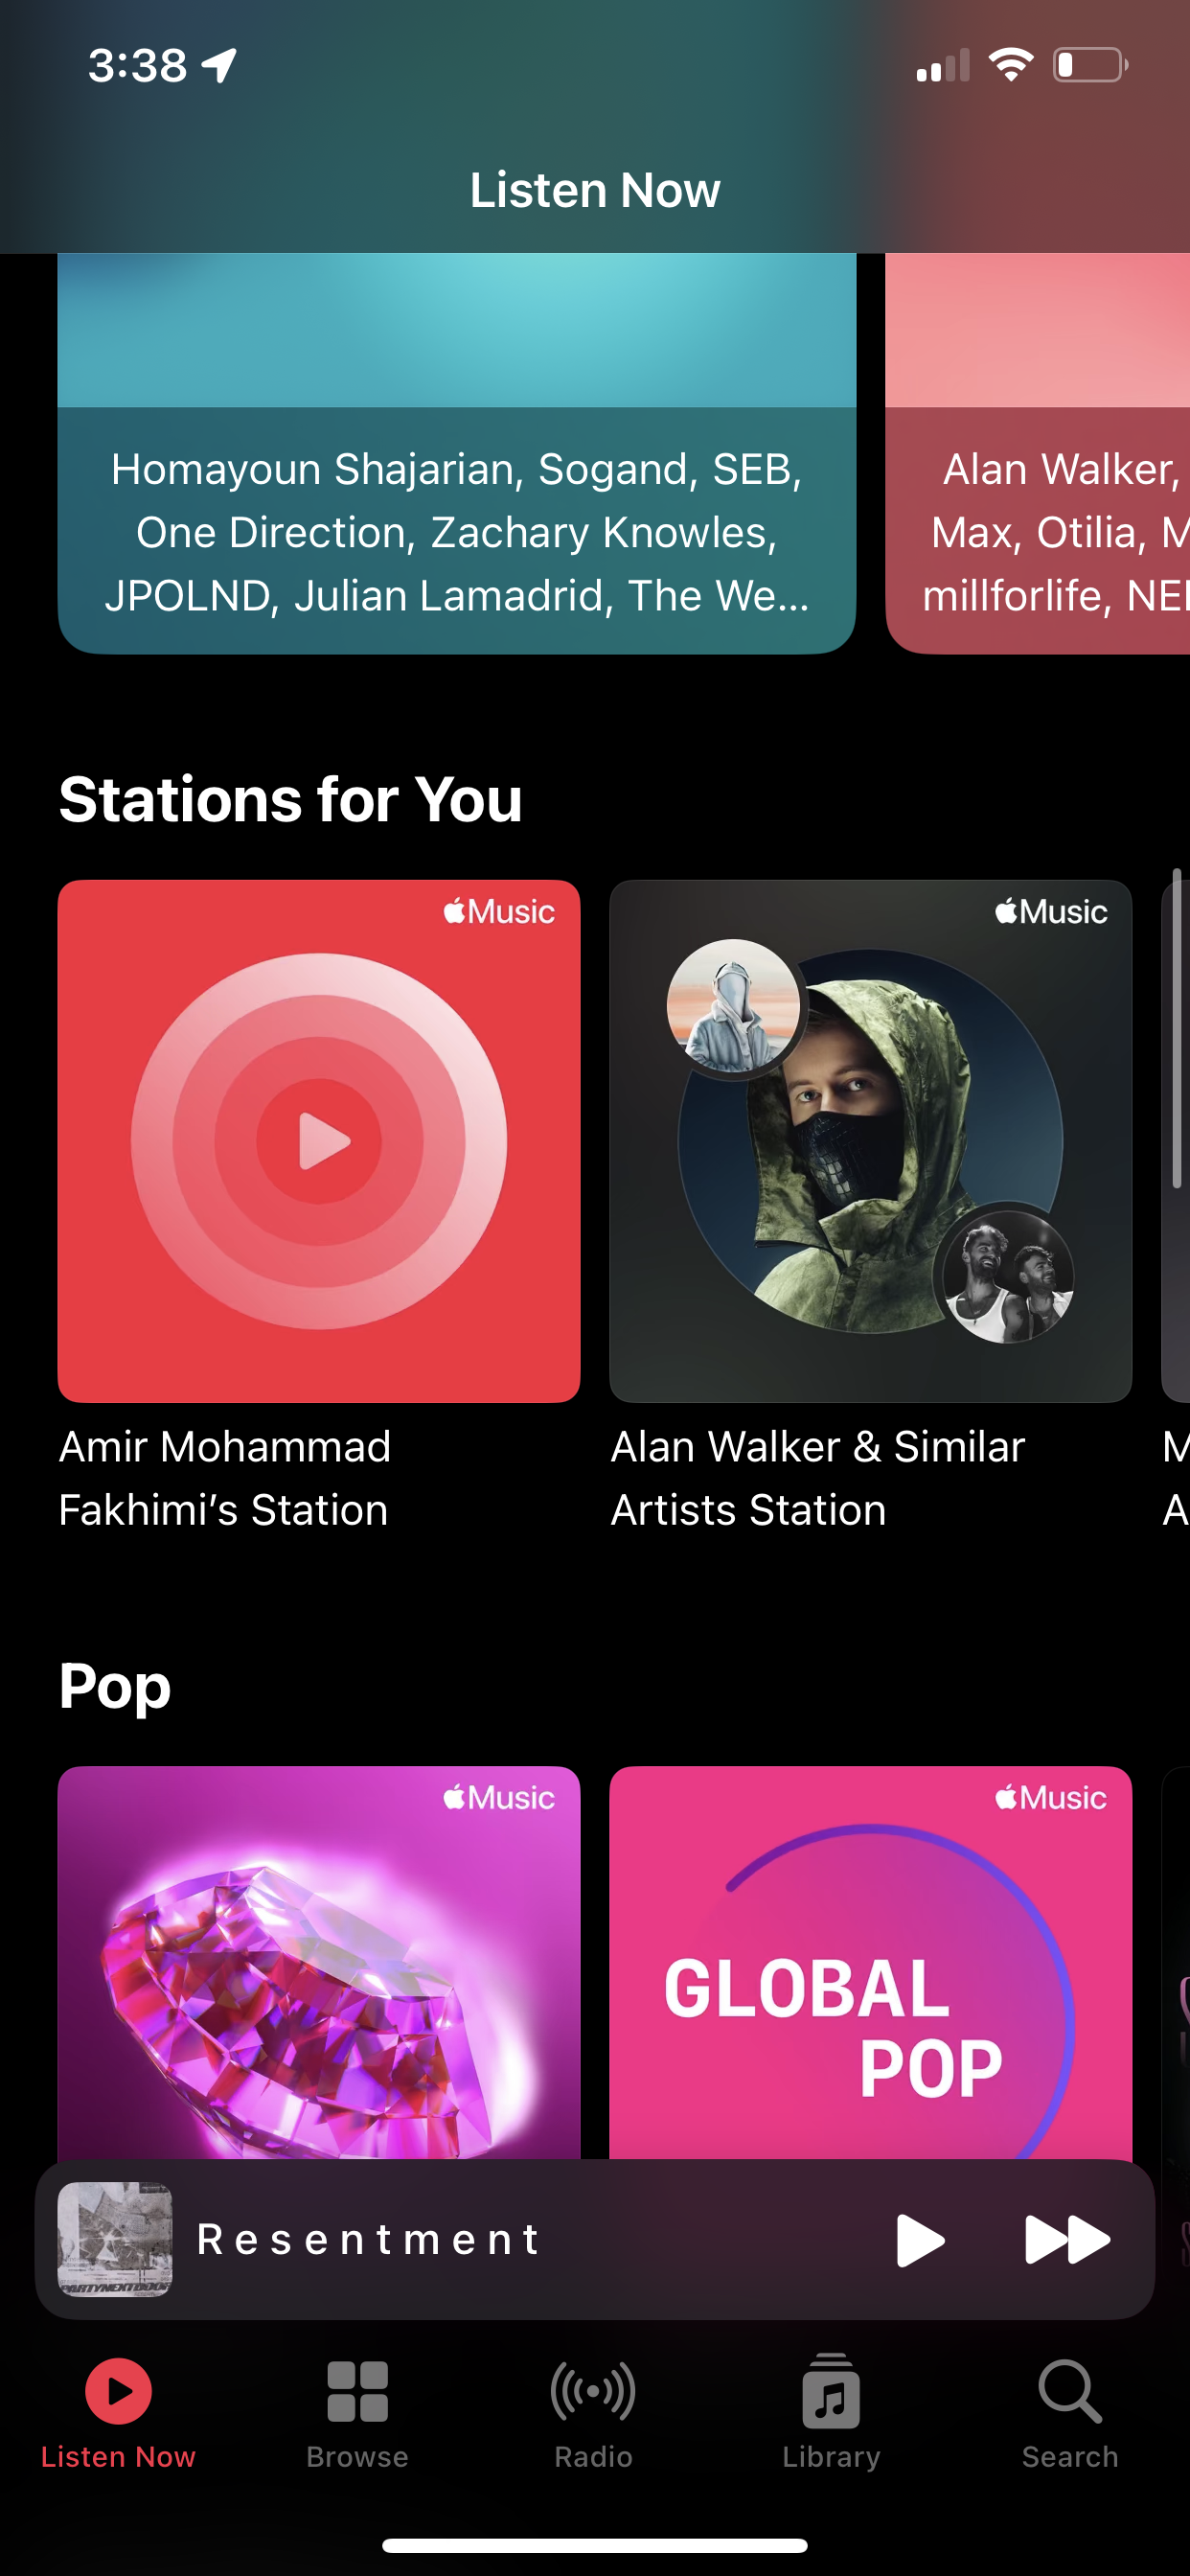 3:38
Listen Now
Homayoun Shajarian, Sogand, SEB,
One Direction, Zachary Knowles,
JPOLND, Julian Lamadrid, The We...
Alan Walker,
Max, Otilia, M
millforlife, NE
Stations for You
Music
Music
Amir Mohammad
Fakhimi’s Station
Alan Walker & Similar
Artists Station
M
A
Pop
Music
Music
GLOBAL
POP
PARTYNEXTDOOR
Resentment
Listen Now
Browse
Radio
Library
Search